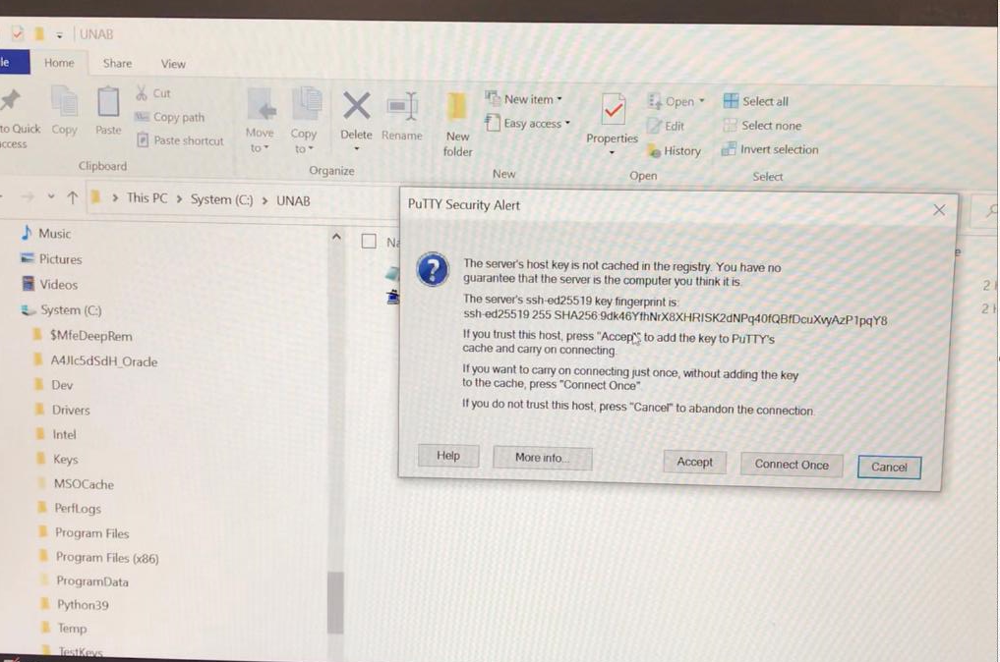 UNAB
le
Home
Share
View
to Quick
ccess
Copy
Paste
Cut
Copy path
Paste shortcut
Clipboard
Move
to
Copy
to
Delete
Rename
Organize
New
folder
New item
Easy access
New
Properties
Open
Edit
History
Open
Select all
Select none
Invert selection
Select
This PC > System (C:) > UNAB
Music
Pictures
Videos
System (C:)
$MfeDeepRem
A4JIc5dSdH_Oracle
Dev
Drivers
Intel
Keys
MSOCache
PerfLogs
Program Files
Program Files (x86)
ProgramData
Python39
Temp
TestKeys
Na
e
2
2
PuTTY Security Alert
The server's host key is not cached in the registry. You have no
guarantee that the server is the computer you think it is.
The server's ssh-ed25519 key fingerprint is:
ssh-ed25519 255 SHA256:9dk46YfhNrX8XHRISK2dNPq40fQBfDcuXwyAzP1pqY8
If you trust this host, press "Accept" to add the key to PuTTY's
cache and carry on connecting.
If you want to carry on connecting just once, without adding the key
to the cache, press "Connect Once"
If you do not trust this host, press "Cancel" to abandon the connection.
Help
More info...
Accept
Connect Once
Cancel